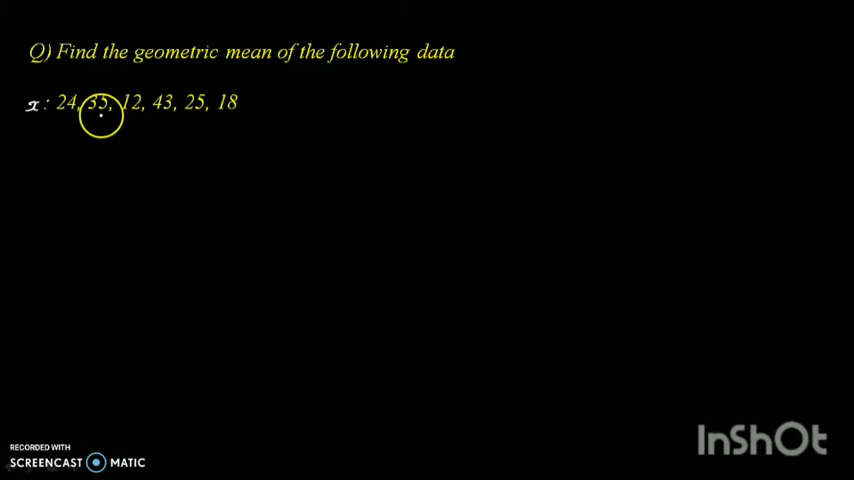 Q) Find the geometric mean of the following data
x : 24, 35, 12, 43, 25, 18
RECORDED WITH
SCREENCAST MATIC
InShOt